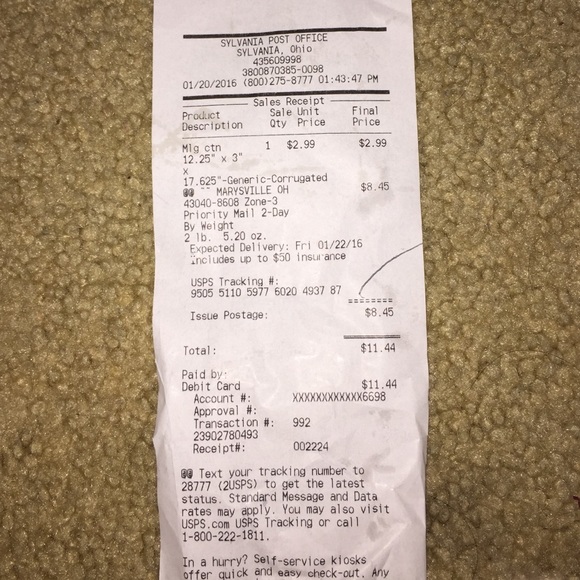 SYLVANIA POST OFFICE
SYLVANIA, Ohio
435609998
3800870385-0098
01/20/2016 (800)275-8777 01:43:47 PM
Sales Receipt
Product Sale Unit Final
Description Qty Price Price
Mlg ctn 1 $2.99 $2.99
12.25" x 3"
x
17.625"-Generic-Corrugated
MARYSVILLE OH $8.45
43040-8608 Zone-3
Priority Mail 2-Day
By Weight
2 lb. 5.20 oz.
Expected Delivery: Fri 01/22/16
Includes up to $50 insurance
USPS Tracking #:
9505 5110 5977 6020 4937 87
========
Issue Postage: $8.45
Total: $11.44
Paid by:
Debit Card $11.44
Account #: XXXXXXXXXXXX6698
Approval #:
Transaction #: 992
23902780493
Receipt#: 002224
Text your tracking number to
28777 (2USPS) to get the latest
status. Standard Message and Data
rates may apply. You may also visit
USPS.com USPS Tracking or call
1-800-222-1811.
In a hurry? Self-service kiosks
offer quick and easy check-out. Any